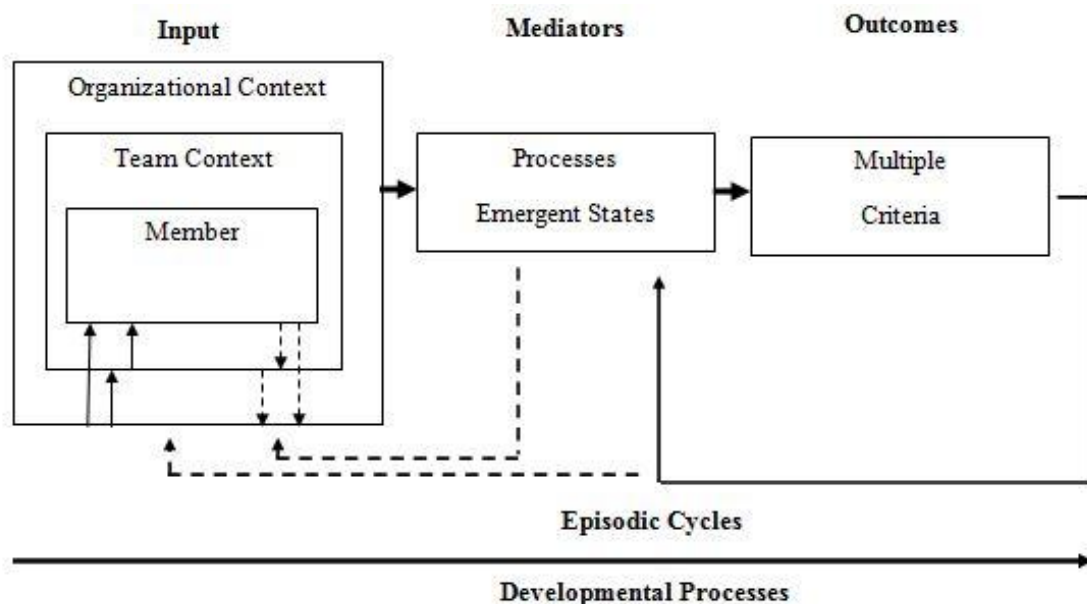 Input
Mediators
Outcomes
Organizational Context
Team Context
Member
Processes
Emergent States
Multiple
Criteria
Episodic Cycles
Developmental Processes